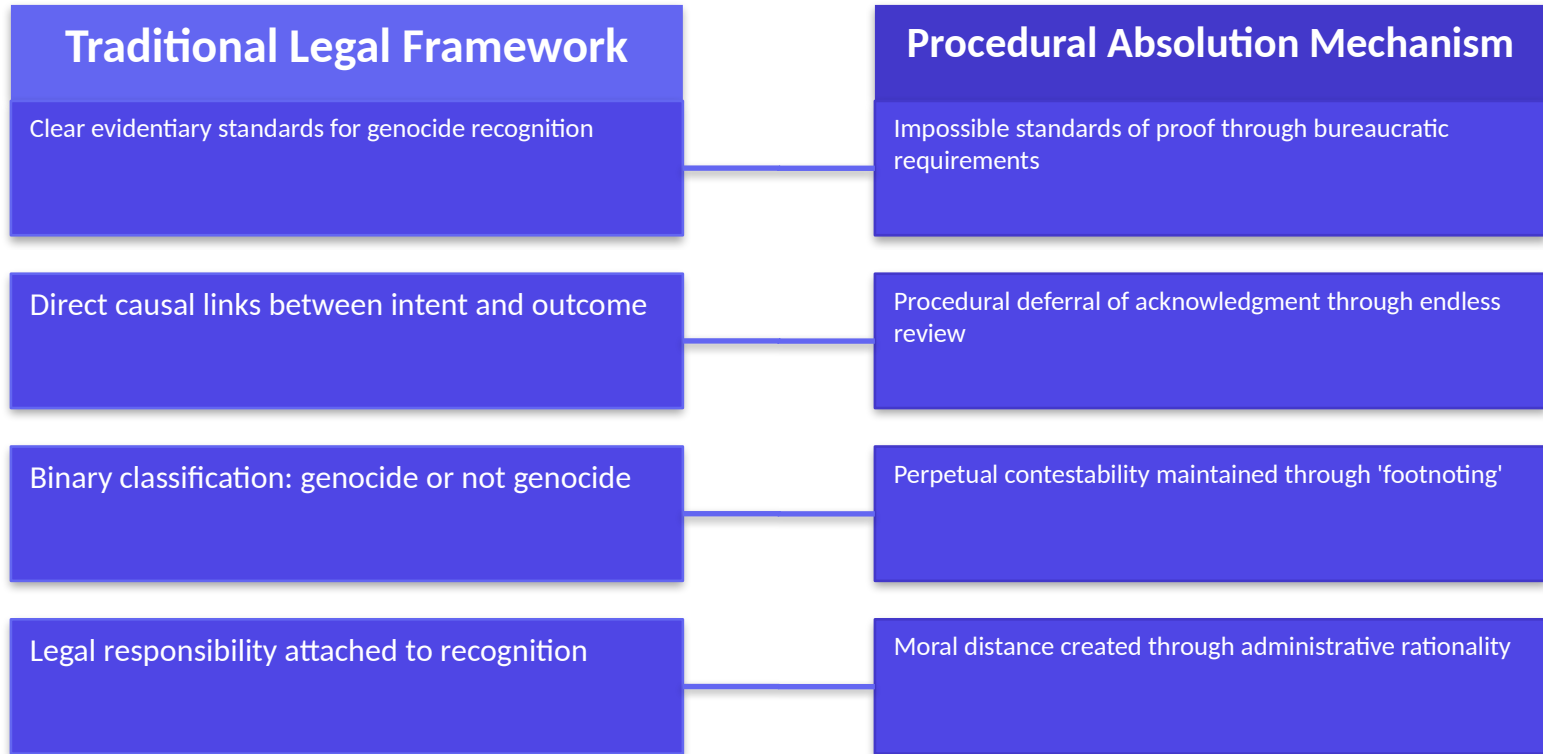 Traditional Legal Framework
Procedural Absolution Mechanism
Clear evidentiary standards for genocide recognition
Impossible standards of proof through bureaucratic
requirements
Direct causal links between intent and outcome
Procedural deferral of acknowledgment through endless
review
Binary classification: genocide or not genocide
Perpetual contestability maintained through 'footnoting'
Legal responsibility attached to recognition
Moral distance created through administrative rationality